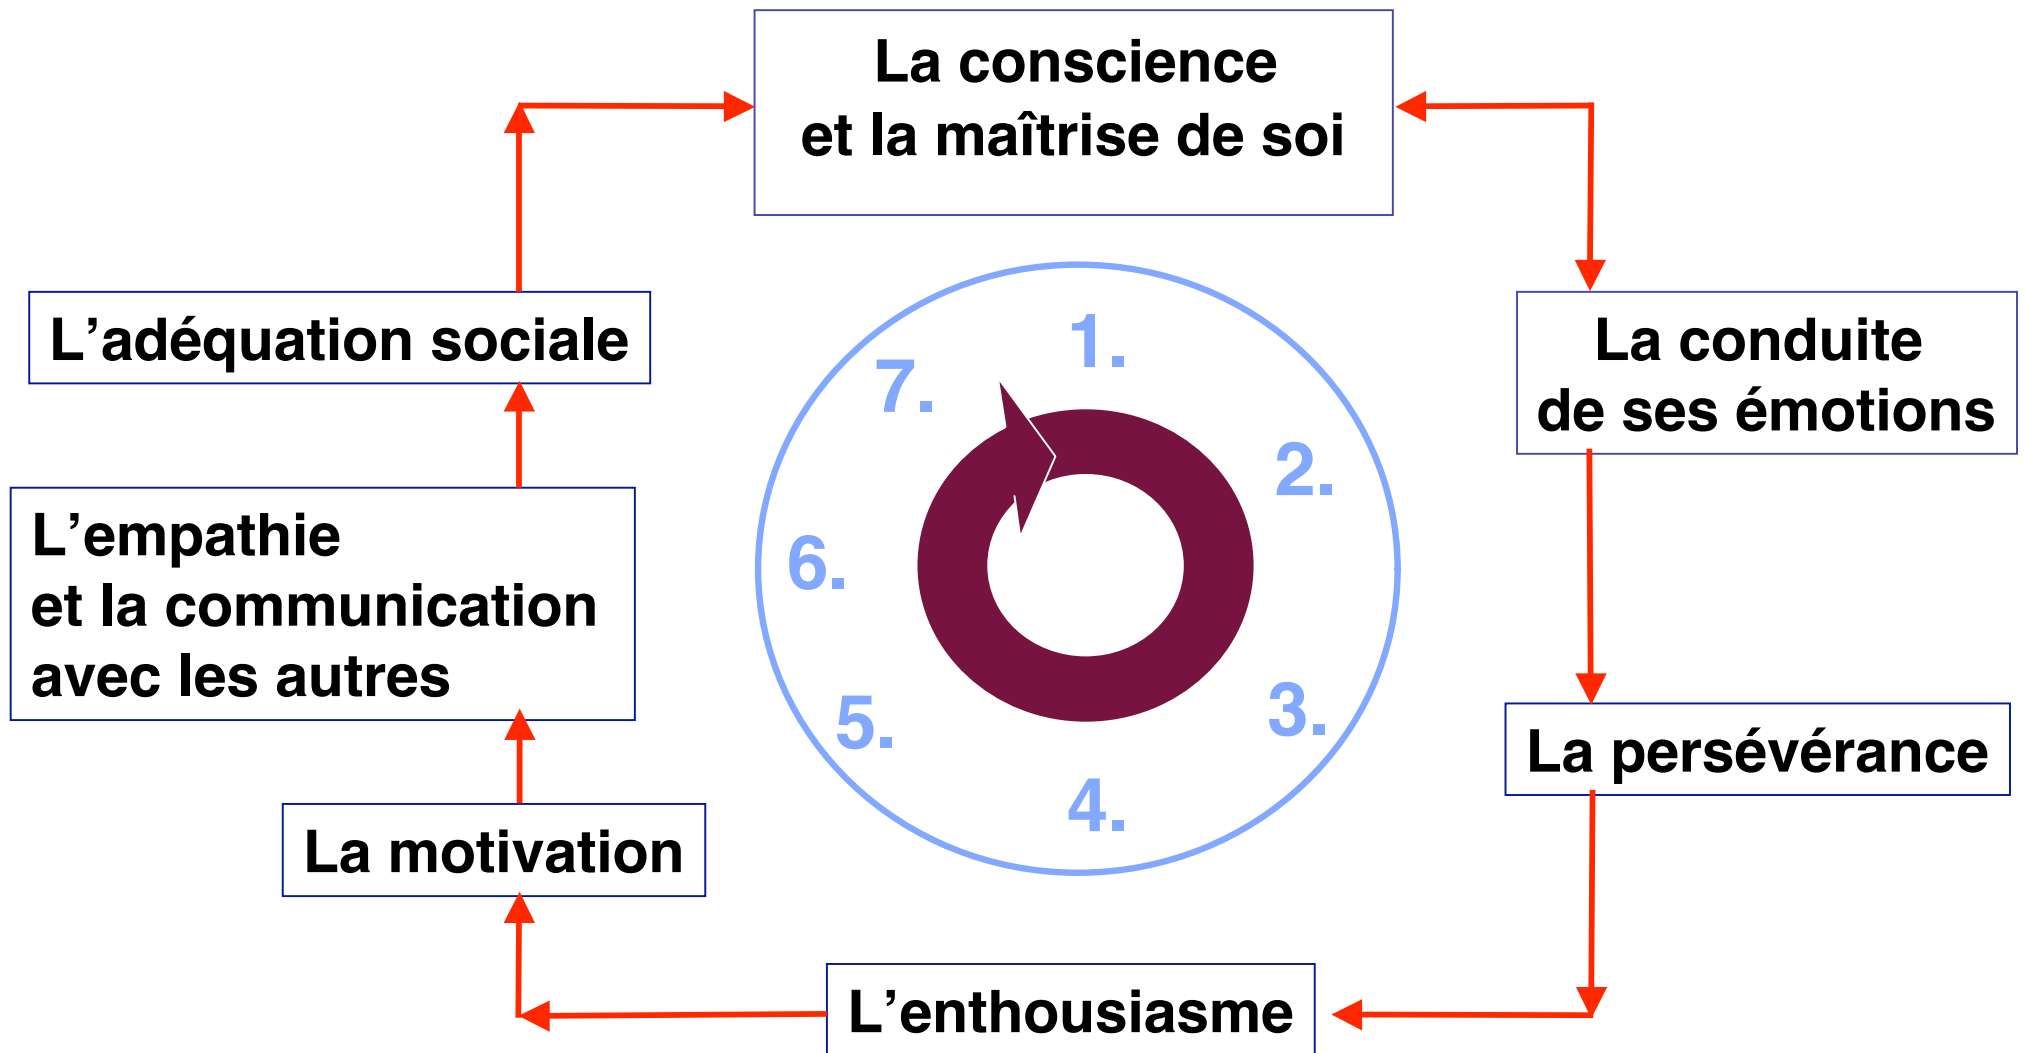 La conscience
et la maîtrise de soi
L’adéquation sociale
La conduite
de ses émotions
1.
2.
3.
4.
5.
6.
7.
L’empathie
et la communication
avec les autres
La persévérance
La motivation
L’enthousiasme